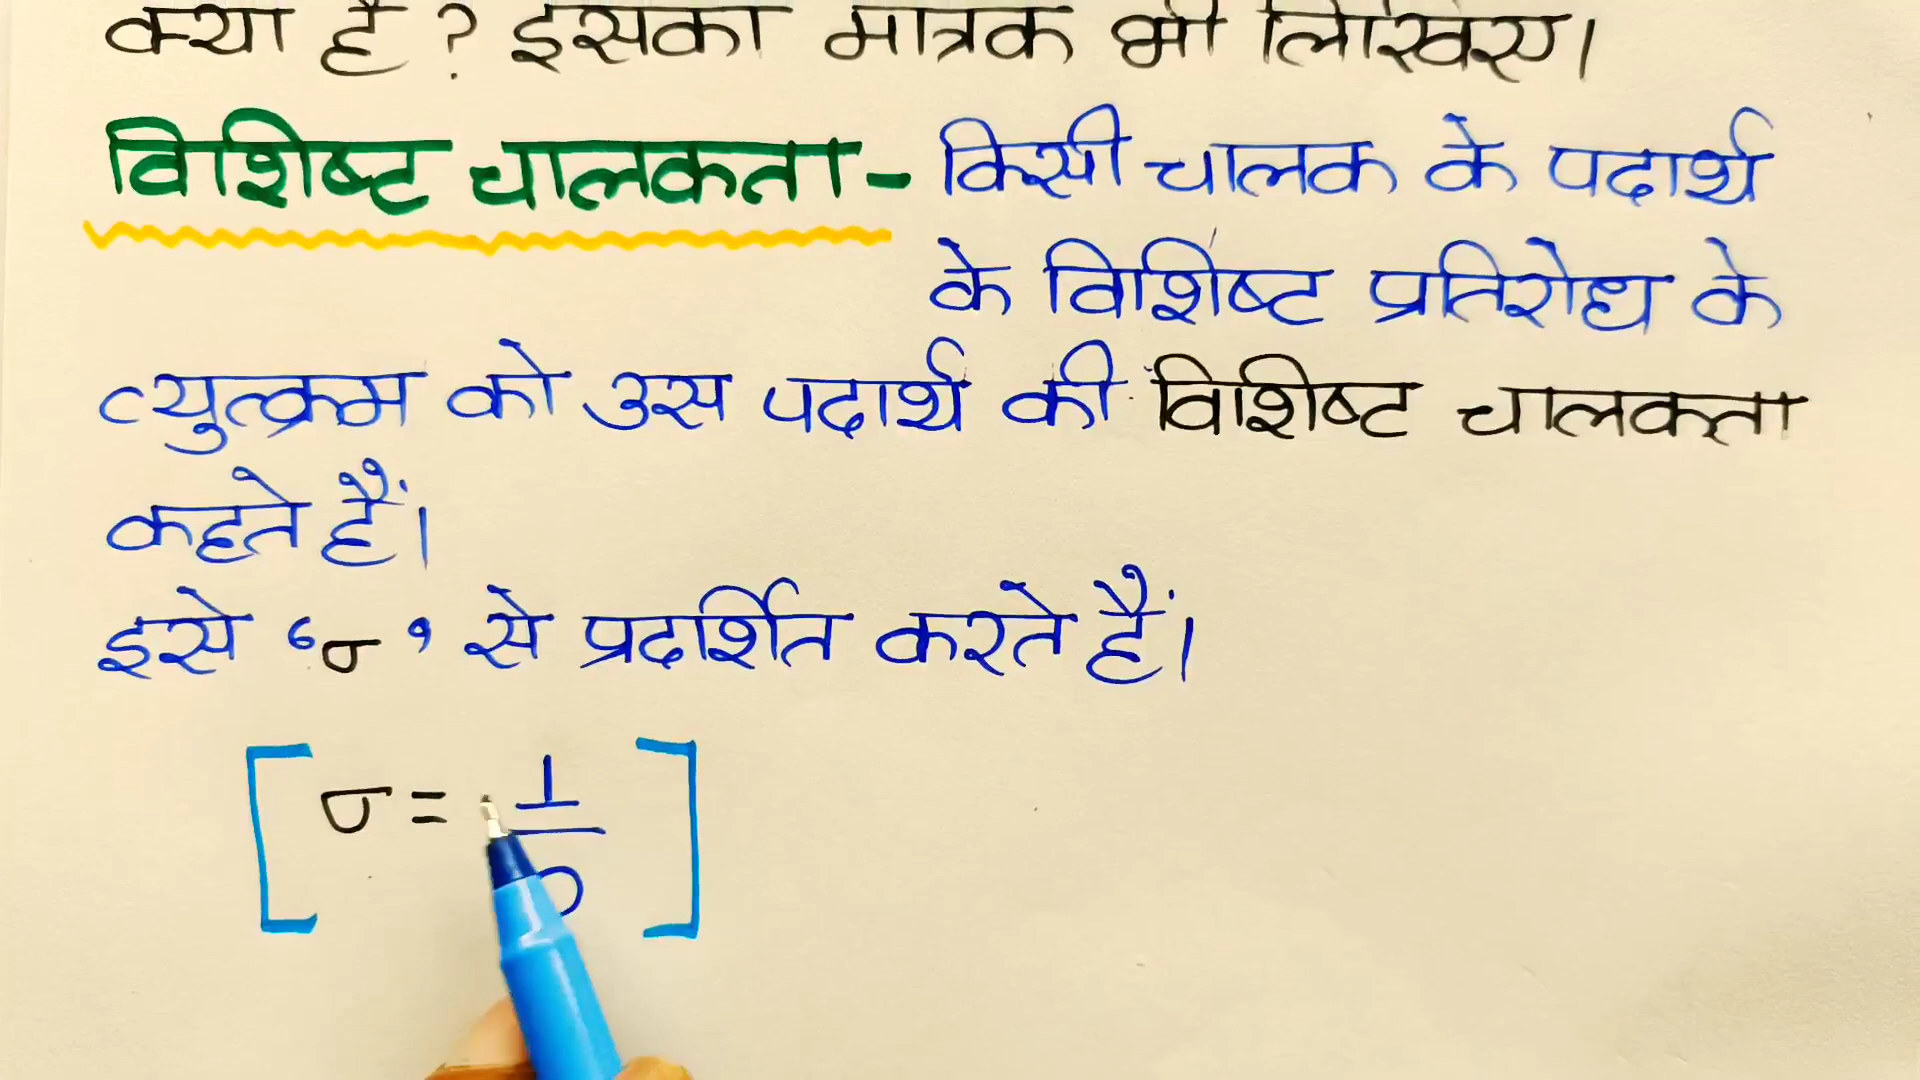 क्या है ? इसका मात्रक भी लिखिए।
विशिष्ट चालकता - किसी चालक के पदार्थ
के विशिष्ट प्रतिरोध के
व्युत्क्रम को उस पदार्थ की विशिष्ट चालकता
कहते हैं।
इसे ‘σ’ से प्रदर्शित करते हैं।
[ σ = 1/ρ ]